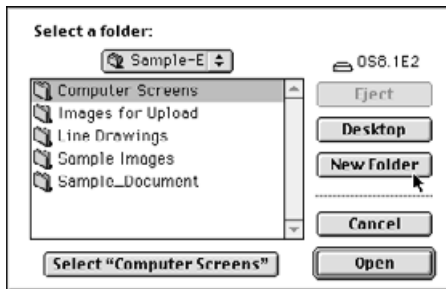 Select a folder:
Sample-E
OS8.1E2
Computer Screens
Images for Upload
Line Drawings
Sample Images
Sample_Document
Eject
Desktop
New Folder
Cancel
Select “Computer Screens”
Open